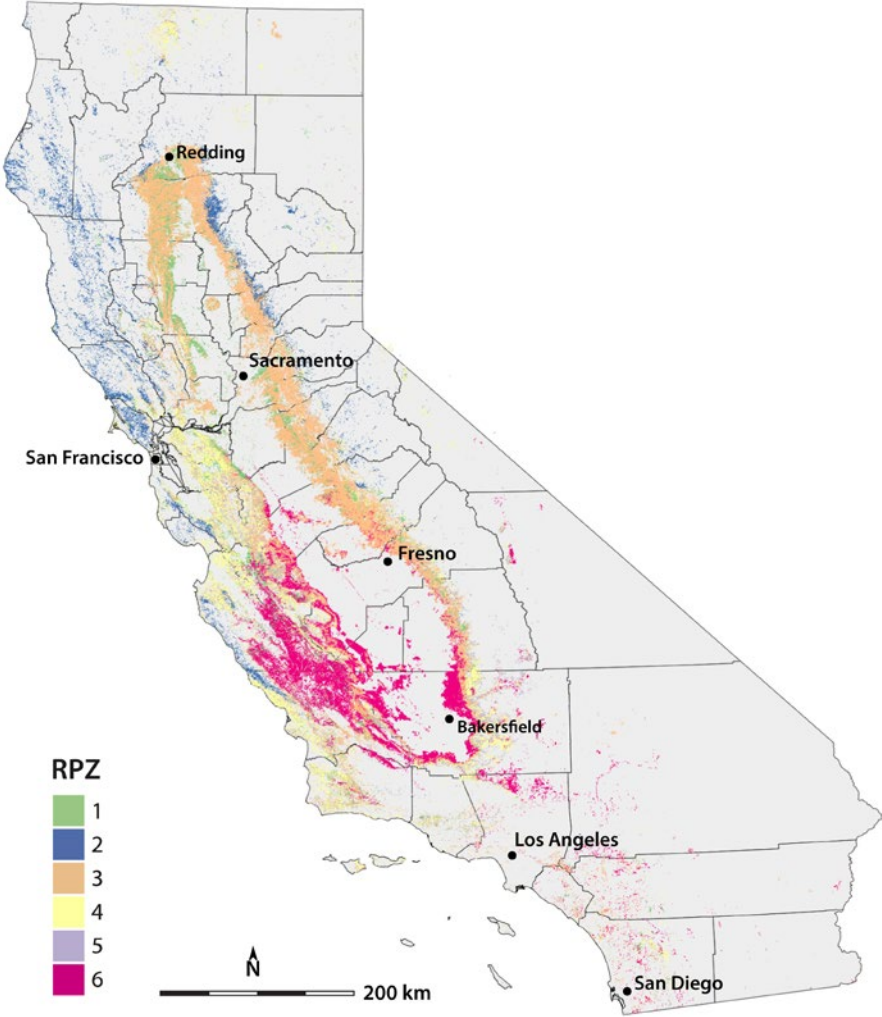 Redding
Sacramento
San Francisco
Fresno
Bakersfield
RPZ
1
2
3
4
5
6
Los Angeles
N
200 km
San Diego